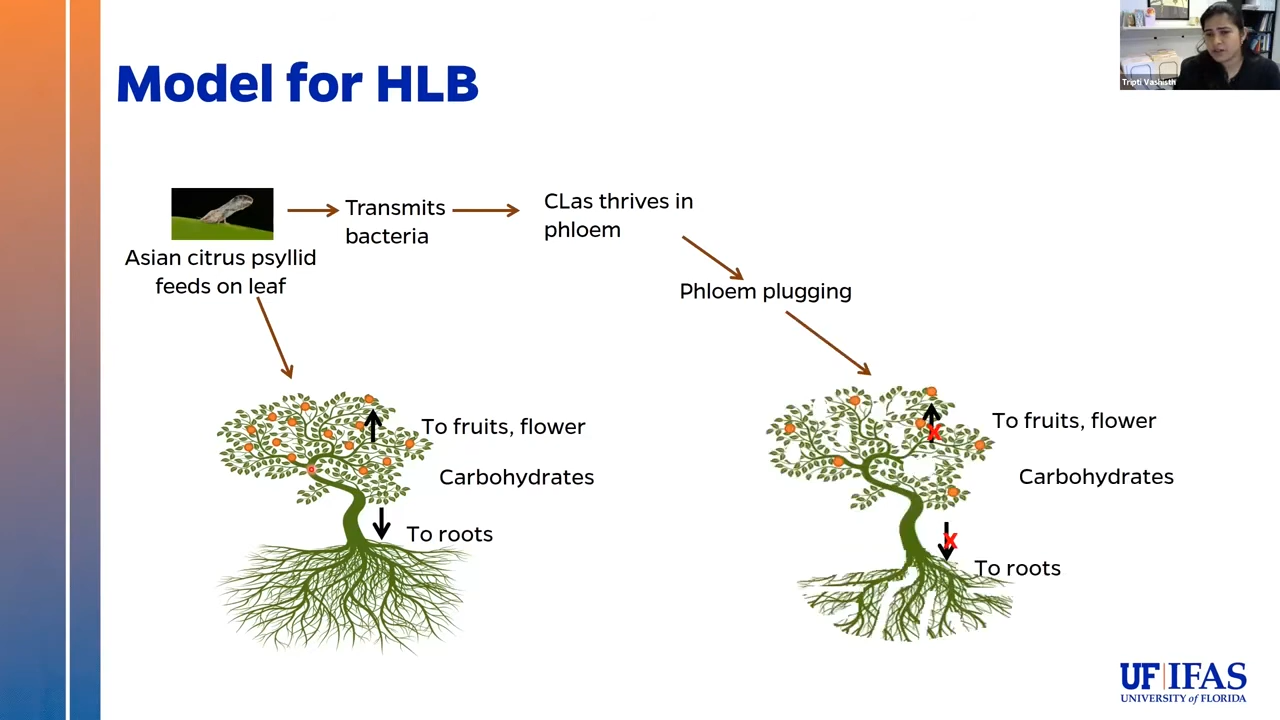 Model for HLB
Tripti Vashisth
Transmits
bacteria
CLas thrives in
phloem
Asian citrus psyllid
feeds on leaf
Phloem plugging
To fruits, flower
Carbohydrates
To roots
X
To fruits, flower
Carbohydrates
X
To roots
UF|IFAS
UNIVERSITY of FLORIDA